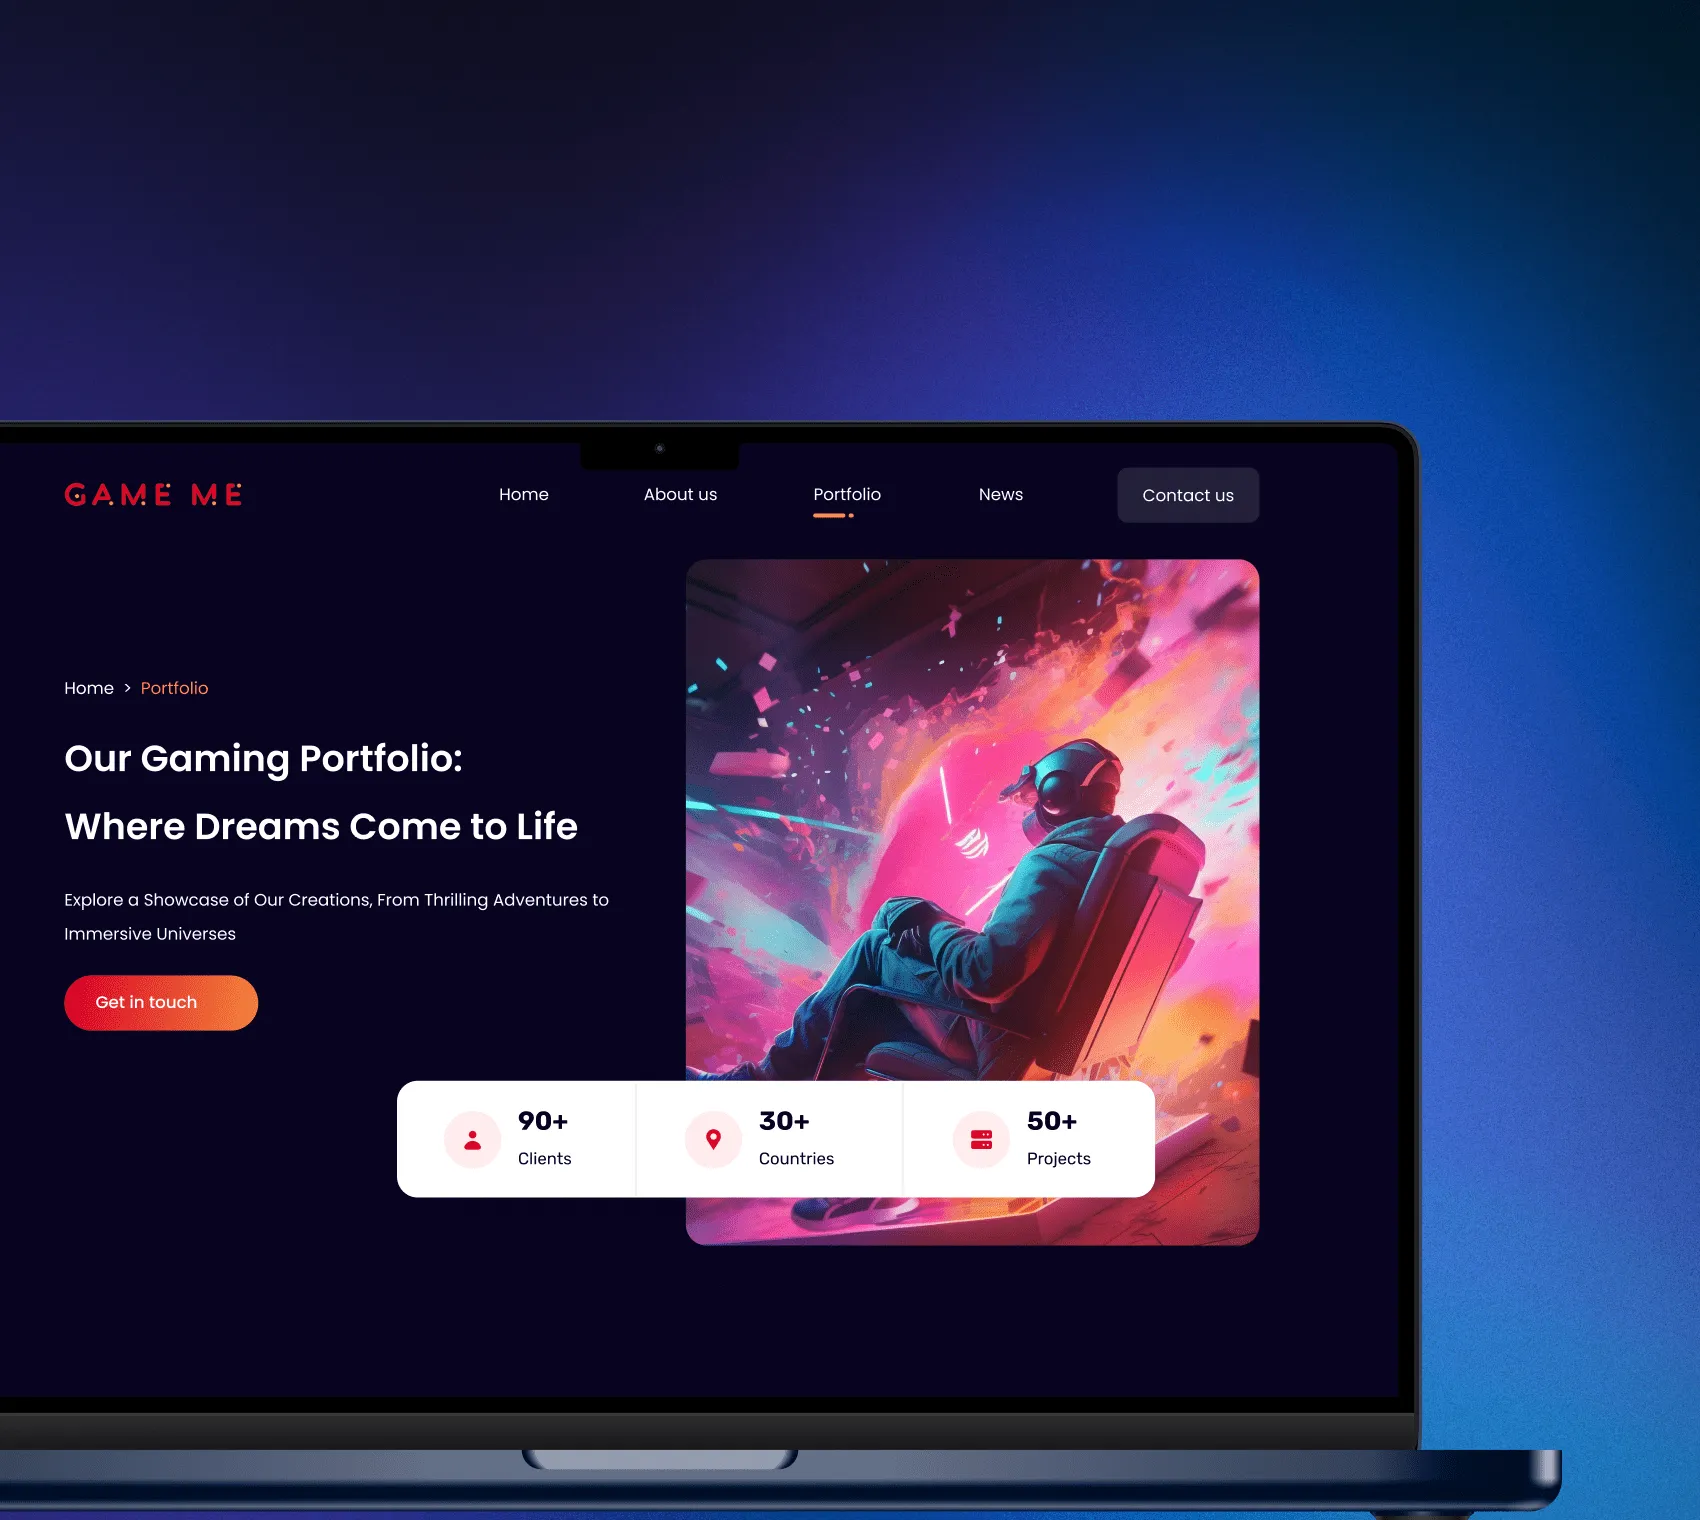 GAME ME
Home
About us
Portfolio
News
Contact us
Home > Portfolio
Our Gaming Portfolio:
Where Dreams Come to Life
Explore a Showcase of Our Creations, From Thrilling Adventures to
Immersive Universes
Get in touch
90+
Clients
30+
Countries
50+
Projects